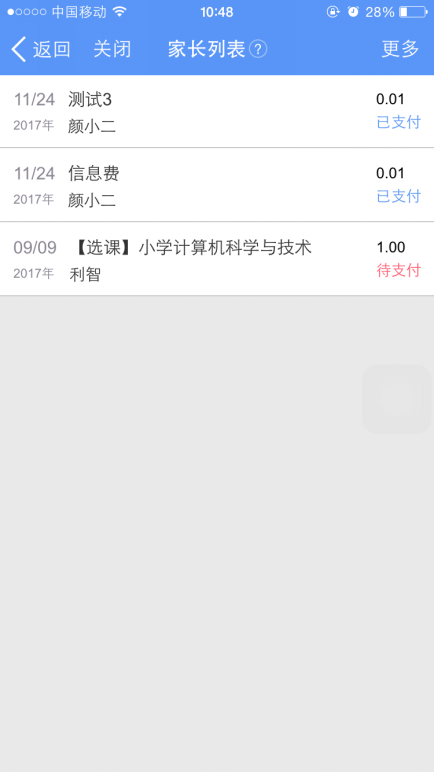 中国移动 10:48 28%
返回 关闭 家长列表? 更多
11/24 测试3 0.01
2017年 颜小二 已支付
11/24 信息费 0.01
2017年 颜小二 已支付
09/09 【选课】小学计算机科学与技术 1.00
2017年 利智 待支付